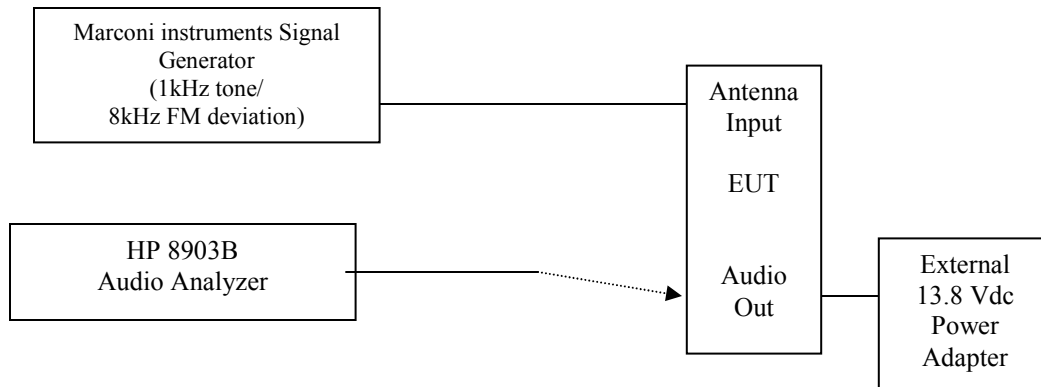 Marconi instruments Signal
Generator
(1kHz tone/
8kHz FM deviation)
Antenna
Input
EUT
Audio
Out
HP 8903B
Audio Analyzer
External
13.8 Vdc
Power
Adapter